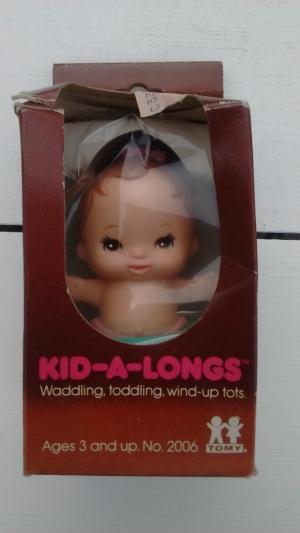 KID-A-LONGS™
Waddling, toddling, wind-up tots.
Ages 3 and up. No. 2006
TOMY®